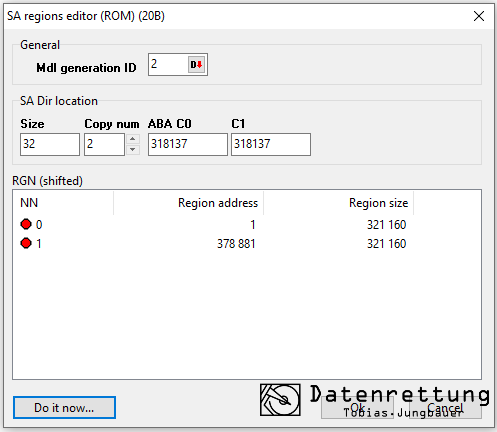 SA regions editor (ROM) (20B)
General
Mdl generation ID 2 D
SA Dir location
Size Copy num ABA C0 C1
32 2 318137 318137
RGN (shifted)
NN Region address Region size
0 1 321 160
1 378 881 321 160
Do it now... Ok Cancel
Datenrettung
Tobias Jungbauer